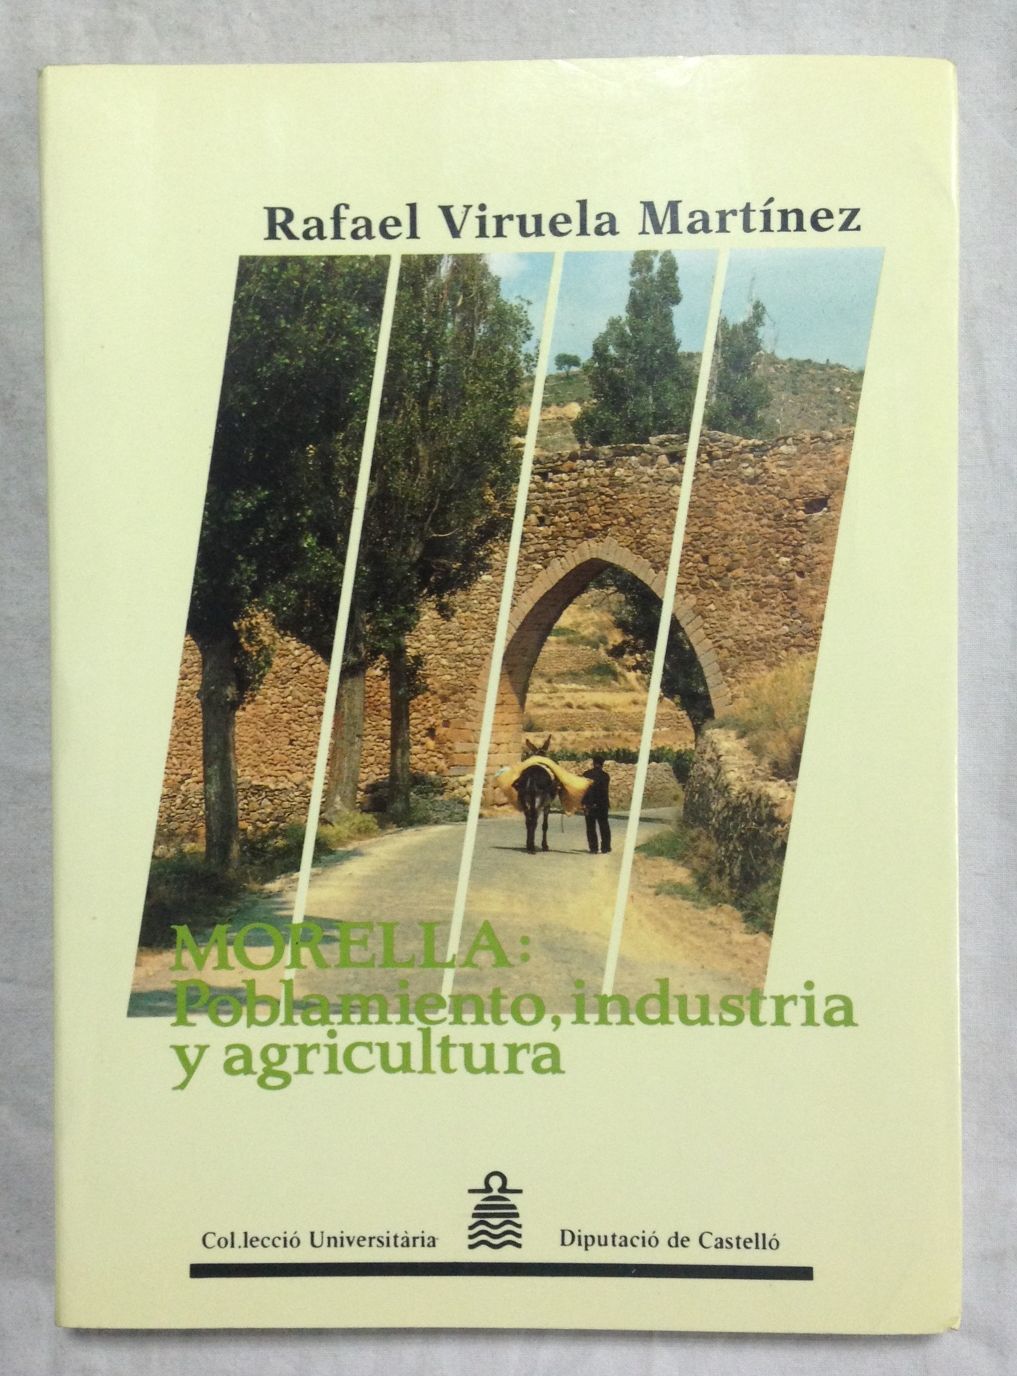 Rafael Viruela Martínez
MORELLA:
Poblamiento, industria
y agricultura
Col.lecció Universitària
Diputació de Castelló